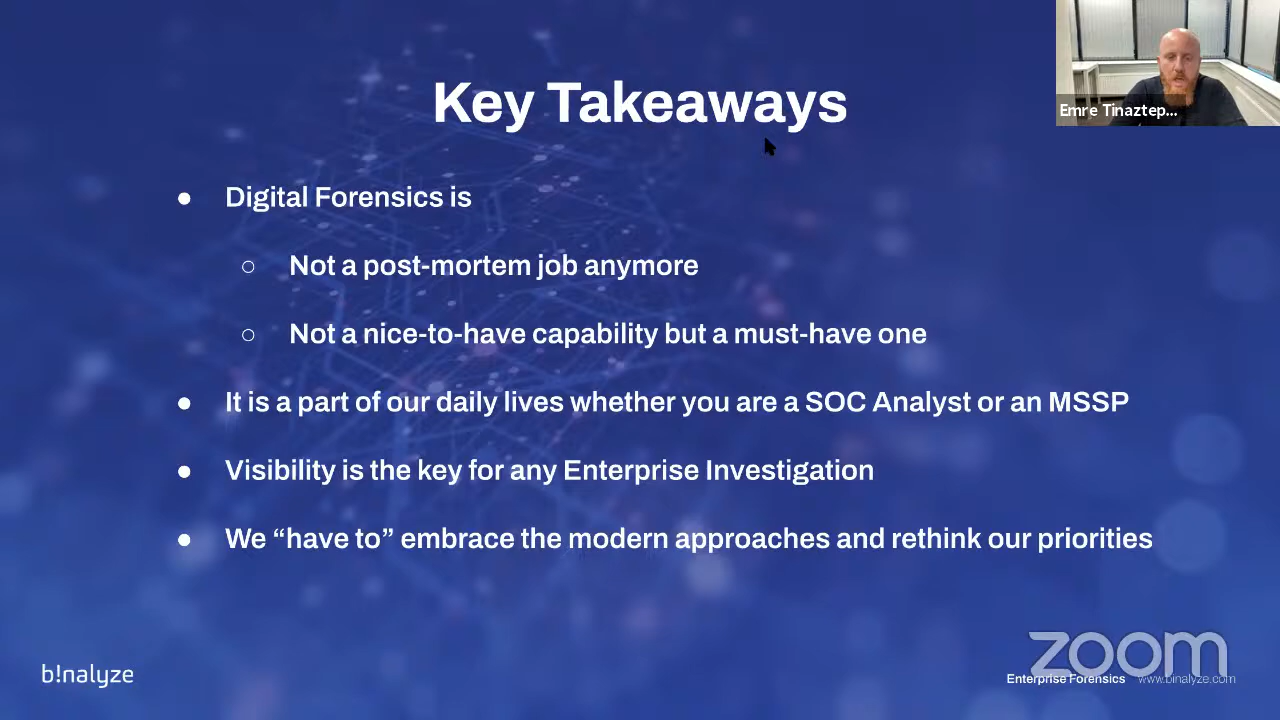 Key Takeaways
Emre Tinaztep...
● Digital Forensics is
○ Not a post-mortem job anymore
○ Not a nice-to-have capability but a must-have one
● It is a part of our daily lives whether you are a SOC Analyst or an MSSP
● Visibility is the key for any Enterprise Investigation
● We “have to” embrace the modern approaches and rethink our priorities
b!nalyze
zoom
Enterprise Forensics www.binalyze.com